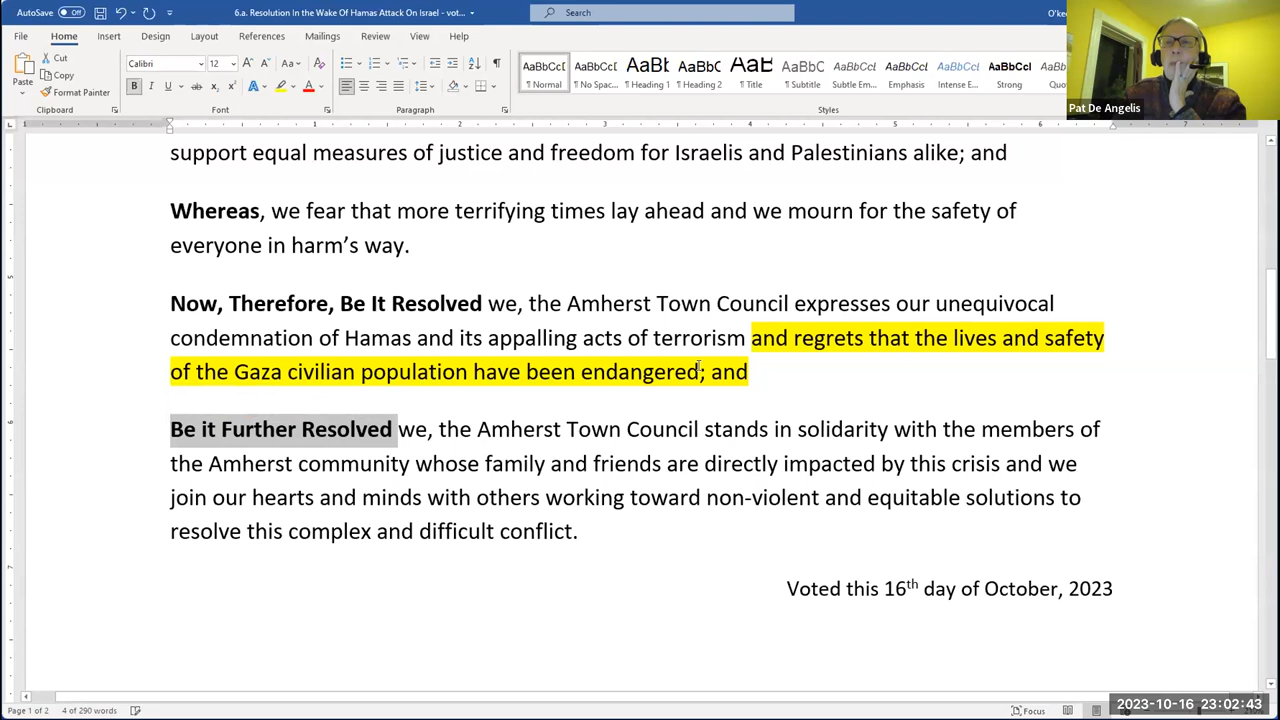 AutoSave Off 6.a. Resolution In the Wake Of Hamas Attack On Israel - vot... Search O'ke
File Home Insert Draw Design Layout References Mailings Review View Help
Paste Cut Copy Format Painter
Calibri 12
AaBbCcI AaBbCcI AaBbC AaBbCc AaBb AaBbCcD AaBbCcDc AaBbCcDc AaBbCcDc AaBbCcDc
Normal No Spac... Heading 1 Heading 2 Title Subtitle Subtle Em... Emphasis Intense E... Strong
Clipboard Font Paragraph Styles
Pat De Angelis
support equal measures of justice and freedom for Israelis and Palestinians alike; and
Whereas, we fear that more terrifying times lay ahead and we mourn for the safety of
everyone in harm’s way.
Now, Therefore, Be It Resolved we, the Amherst Town Council expresses our unequivocal
condemnation of Hamas and its appalling acts of terrorism and regrets that the lives and safety
of the Gaza civilian population have been endangered; and
Be it Further Resolved we, the Amherst Town Council stands in solidarity with the members of
the Amherst community whose family and friends are directly impacted by this crisis and we
join our hearts and minds with others working toward non-violent and equitable solutions to
resolve this complex and difficult conflict.
Voted this 16th day of October, 2023
Page 1 of 2 4 of 290 words Focus
2023-10-16 23:02:43